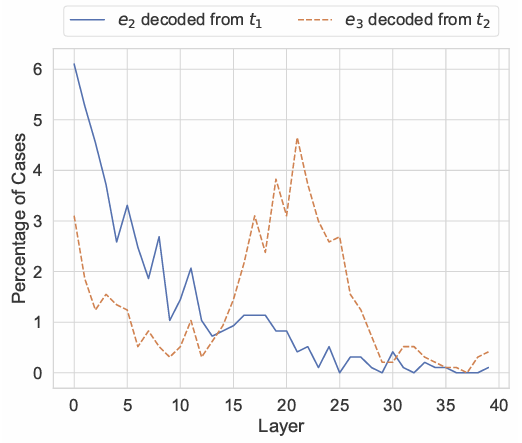 e₂ decoded from t₁ e₃ decoded from t₂
6
5
4
3
2
1
0
Percentage of Cases
0 5 10 15 20 25 30 35 40
Layer